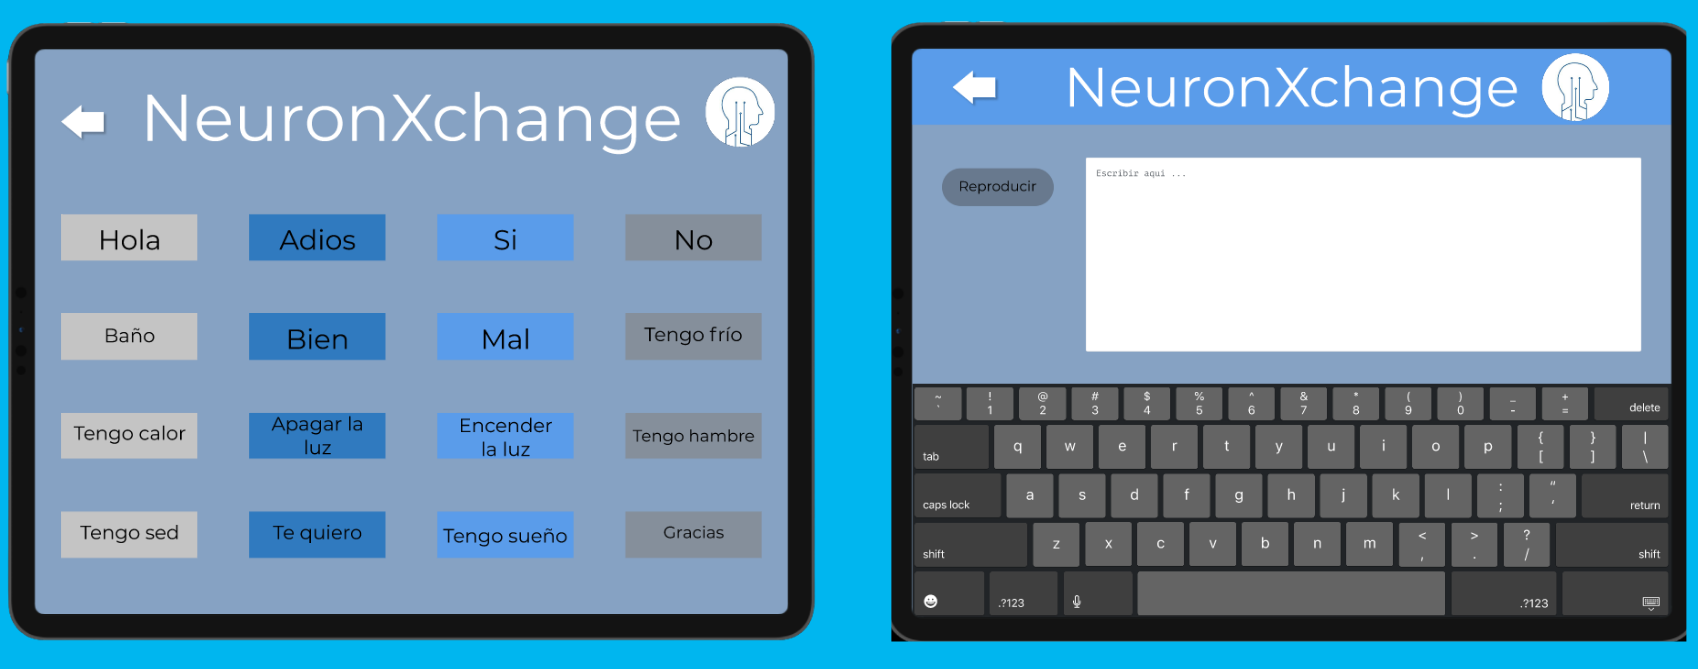 NeuronXchange
Hola
Adios
Si
No
Baño
Bien
Mal
Tengo frío
Tengo calor
Apagar la
luz
Encender
la luz
Tengo hambre
Tengo sed
Te quiero
Tengo sueño
Gracias
NeuronXchange
Reproducir
Escribir aquí ...
~ ! @ # $ % ^ & * ( ) _ +
` 1 2 3 4 5 6 7 8 9 0 - = delete
tab q w e r t y u i o p { [ } ] | \
caps lock a s d f g h j k l : ; " ' return
shift z x c v b n m < , > . ? / shift
.?123 .?123